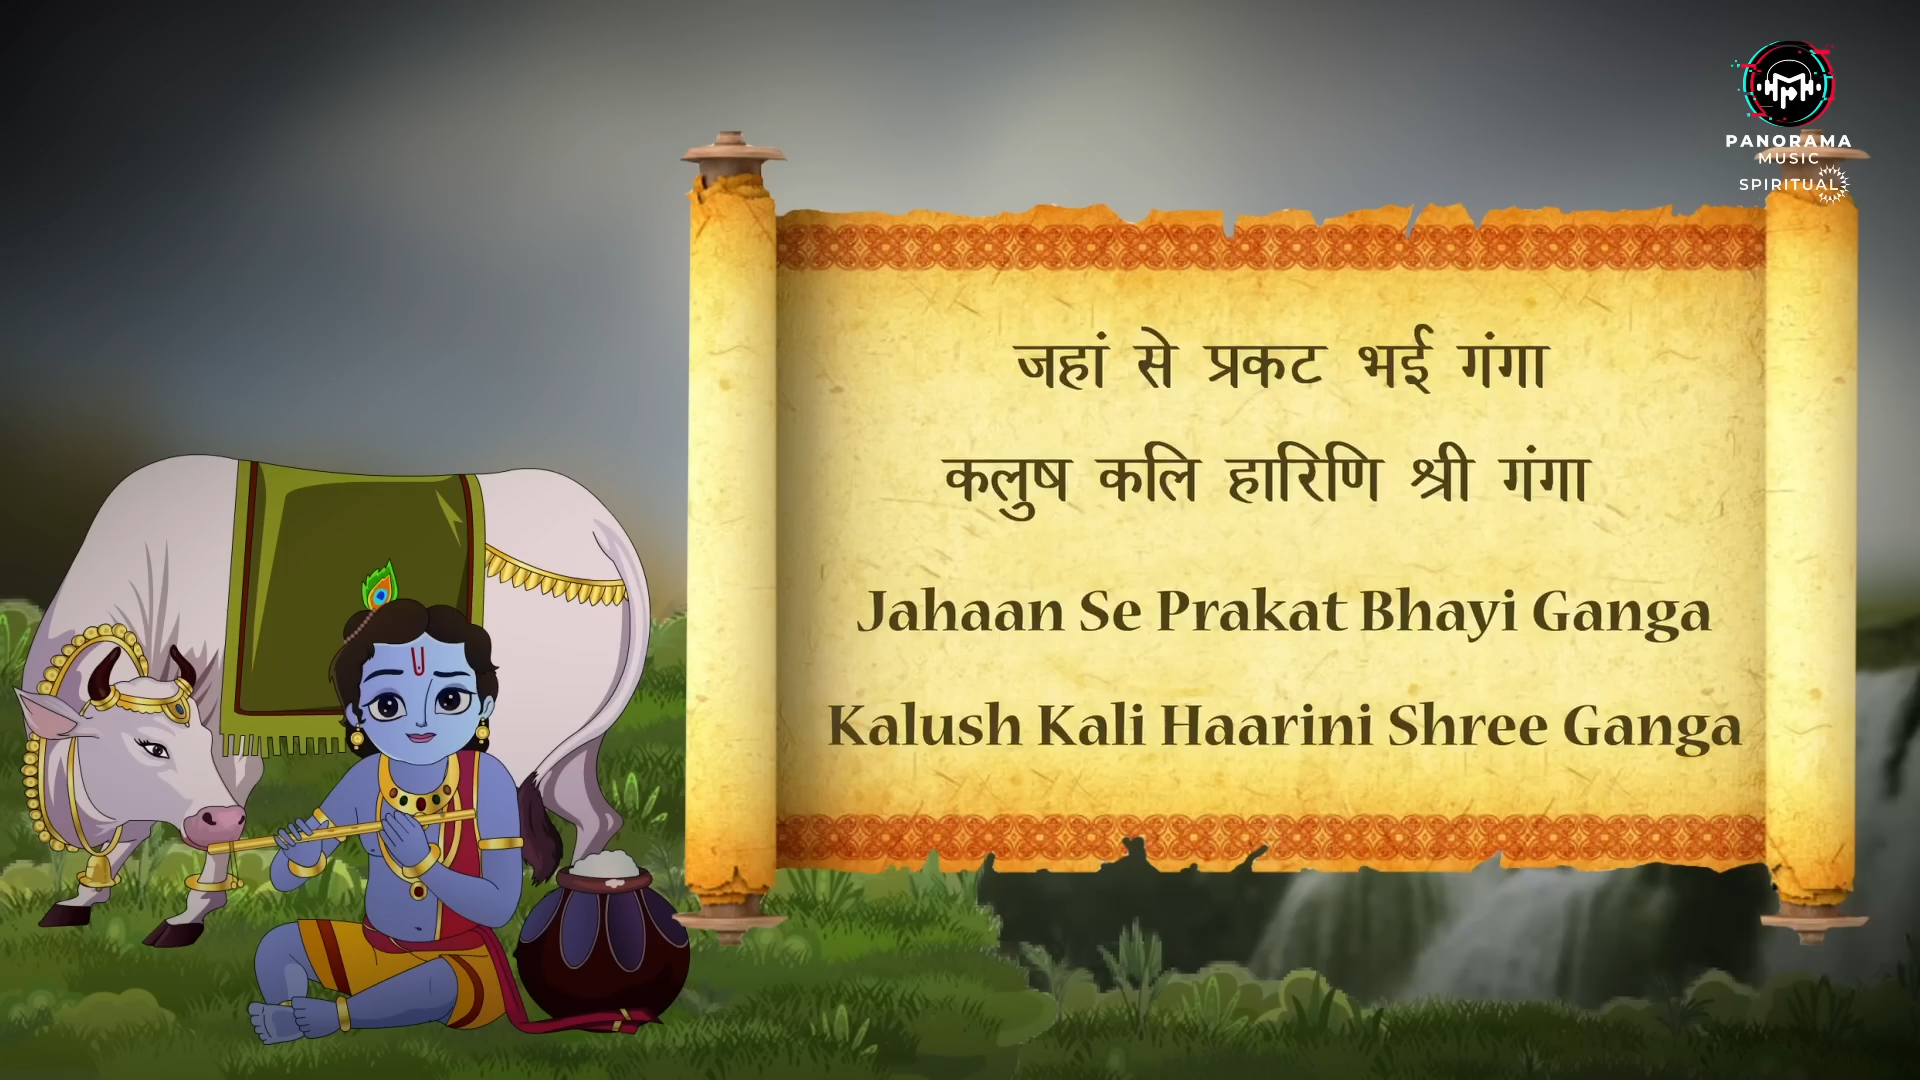 PANORAMA
MUSIC
SPIRITUAL
जहां से प्रकट भई गंगा
कलुष कलि हारिणि श्री गंगा
Jahaan Se Prakat Bhayi Ganga
Kalush Kali Haarini Shree Ganga